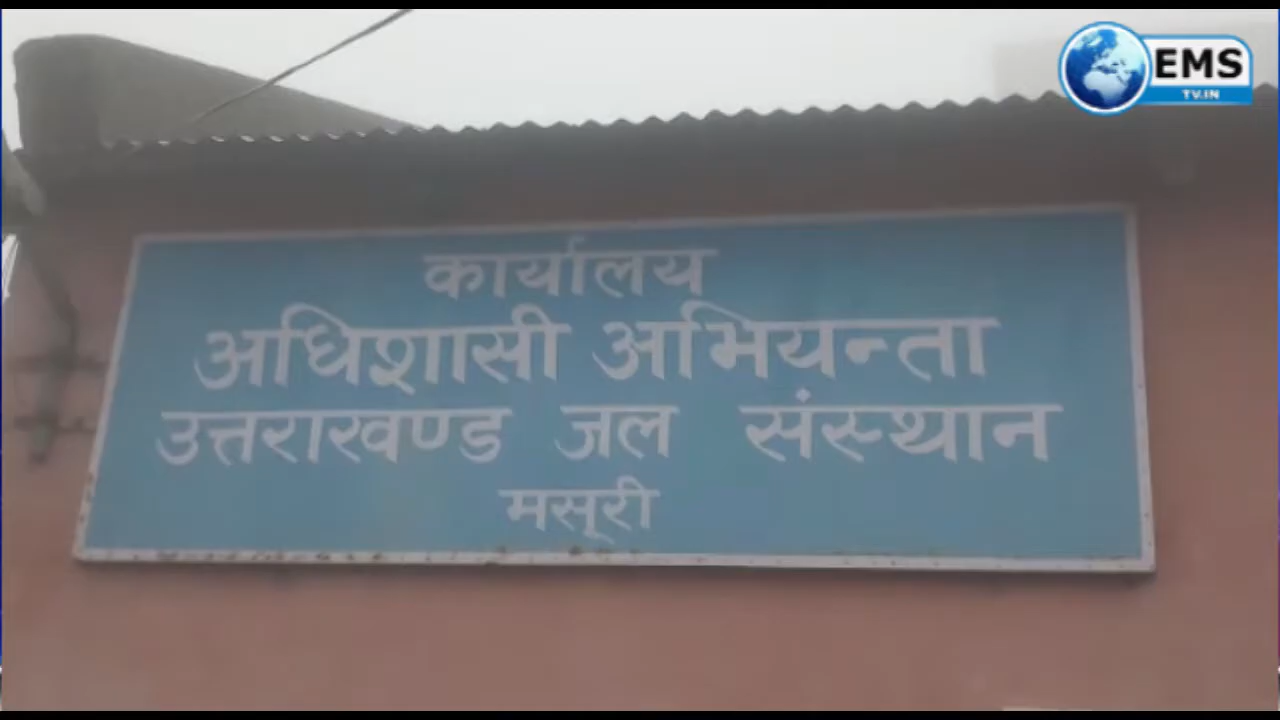 EMS
TV.IN
कार्यालय
अधिशासी अभियन्ता
उत्तराखण्ड जल संस्थान
मसूरी